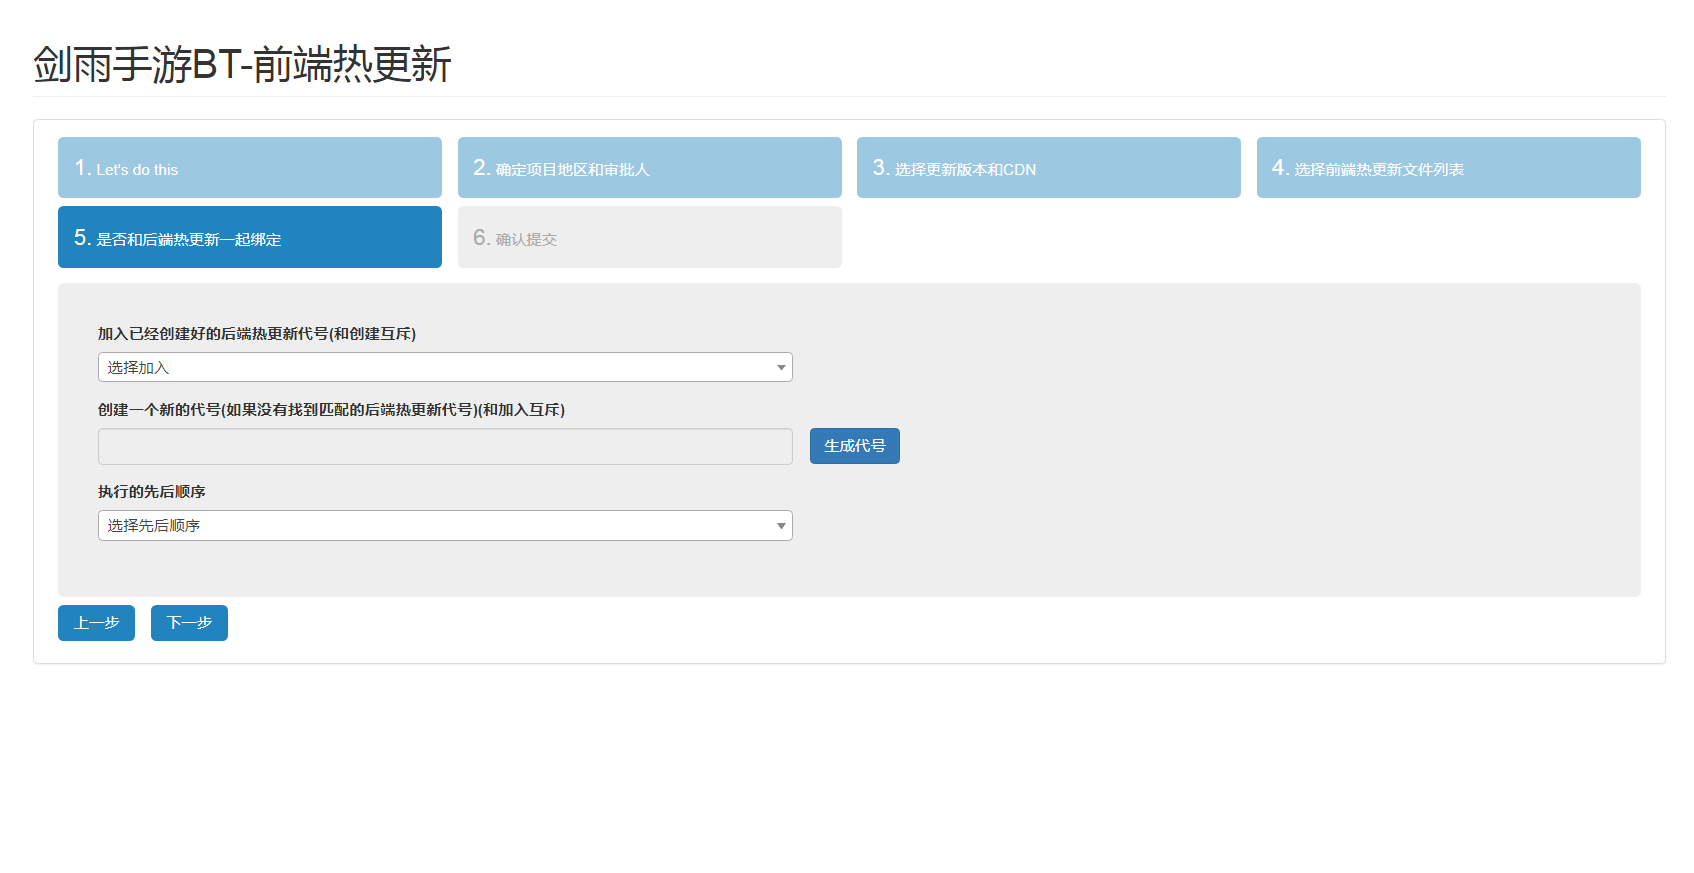 剑雨手游BT-前端热更新
1. Let's do this
2. 确定项目地区和审批人
3. 选择更新版本和CDN
4. 选择前端热更新文件列表
5. 是否和后端热更新一起绑定
6. 确认提交
加入已经创建好的后端热更新代号(和创建互斥)
选择加入
创建一个新的代号(如果没有找到匹配的后端热更新代号)(和加入互斥)
生成代号
执行的先后顺序
选择先后顺序
上一步
下一步